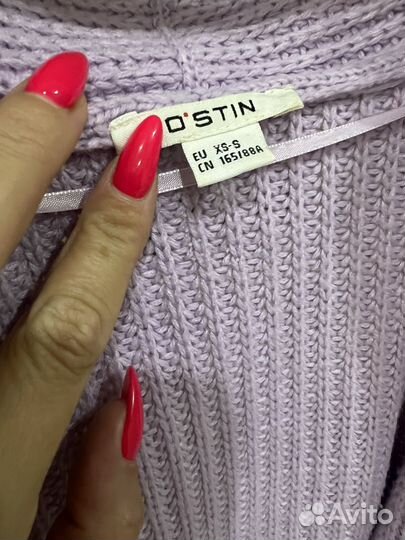 O'STIN
EU XS-S
CN 165/88A
Avito